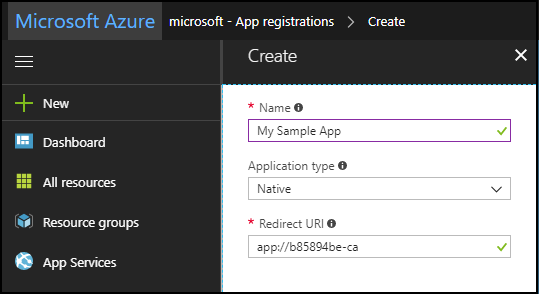 Microsoft Azure microsoft - App registrations > Create
Create
New
* Name
My Sample App
Dashboard
Application type
All resources
Native
Resource groups
* Redirect URI
app://b85894be-ca
App Services